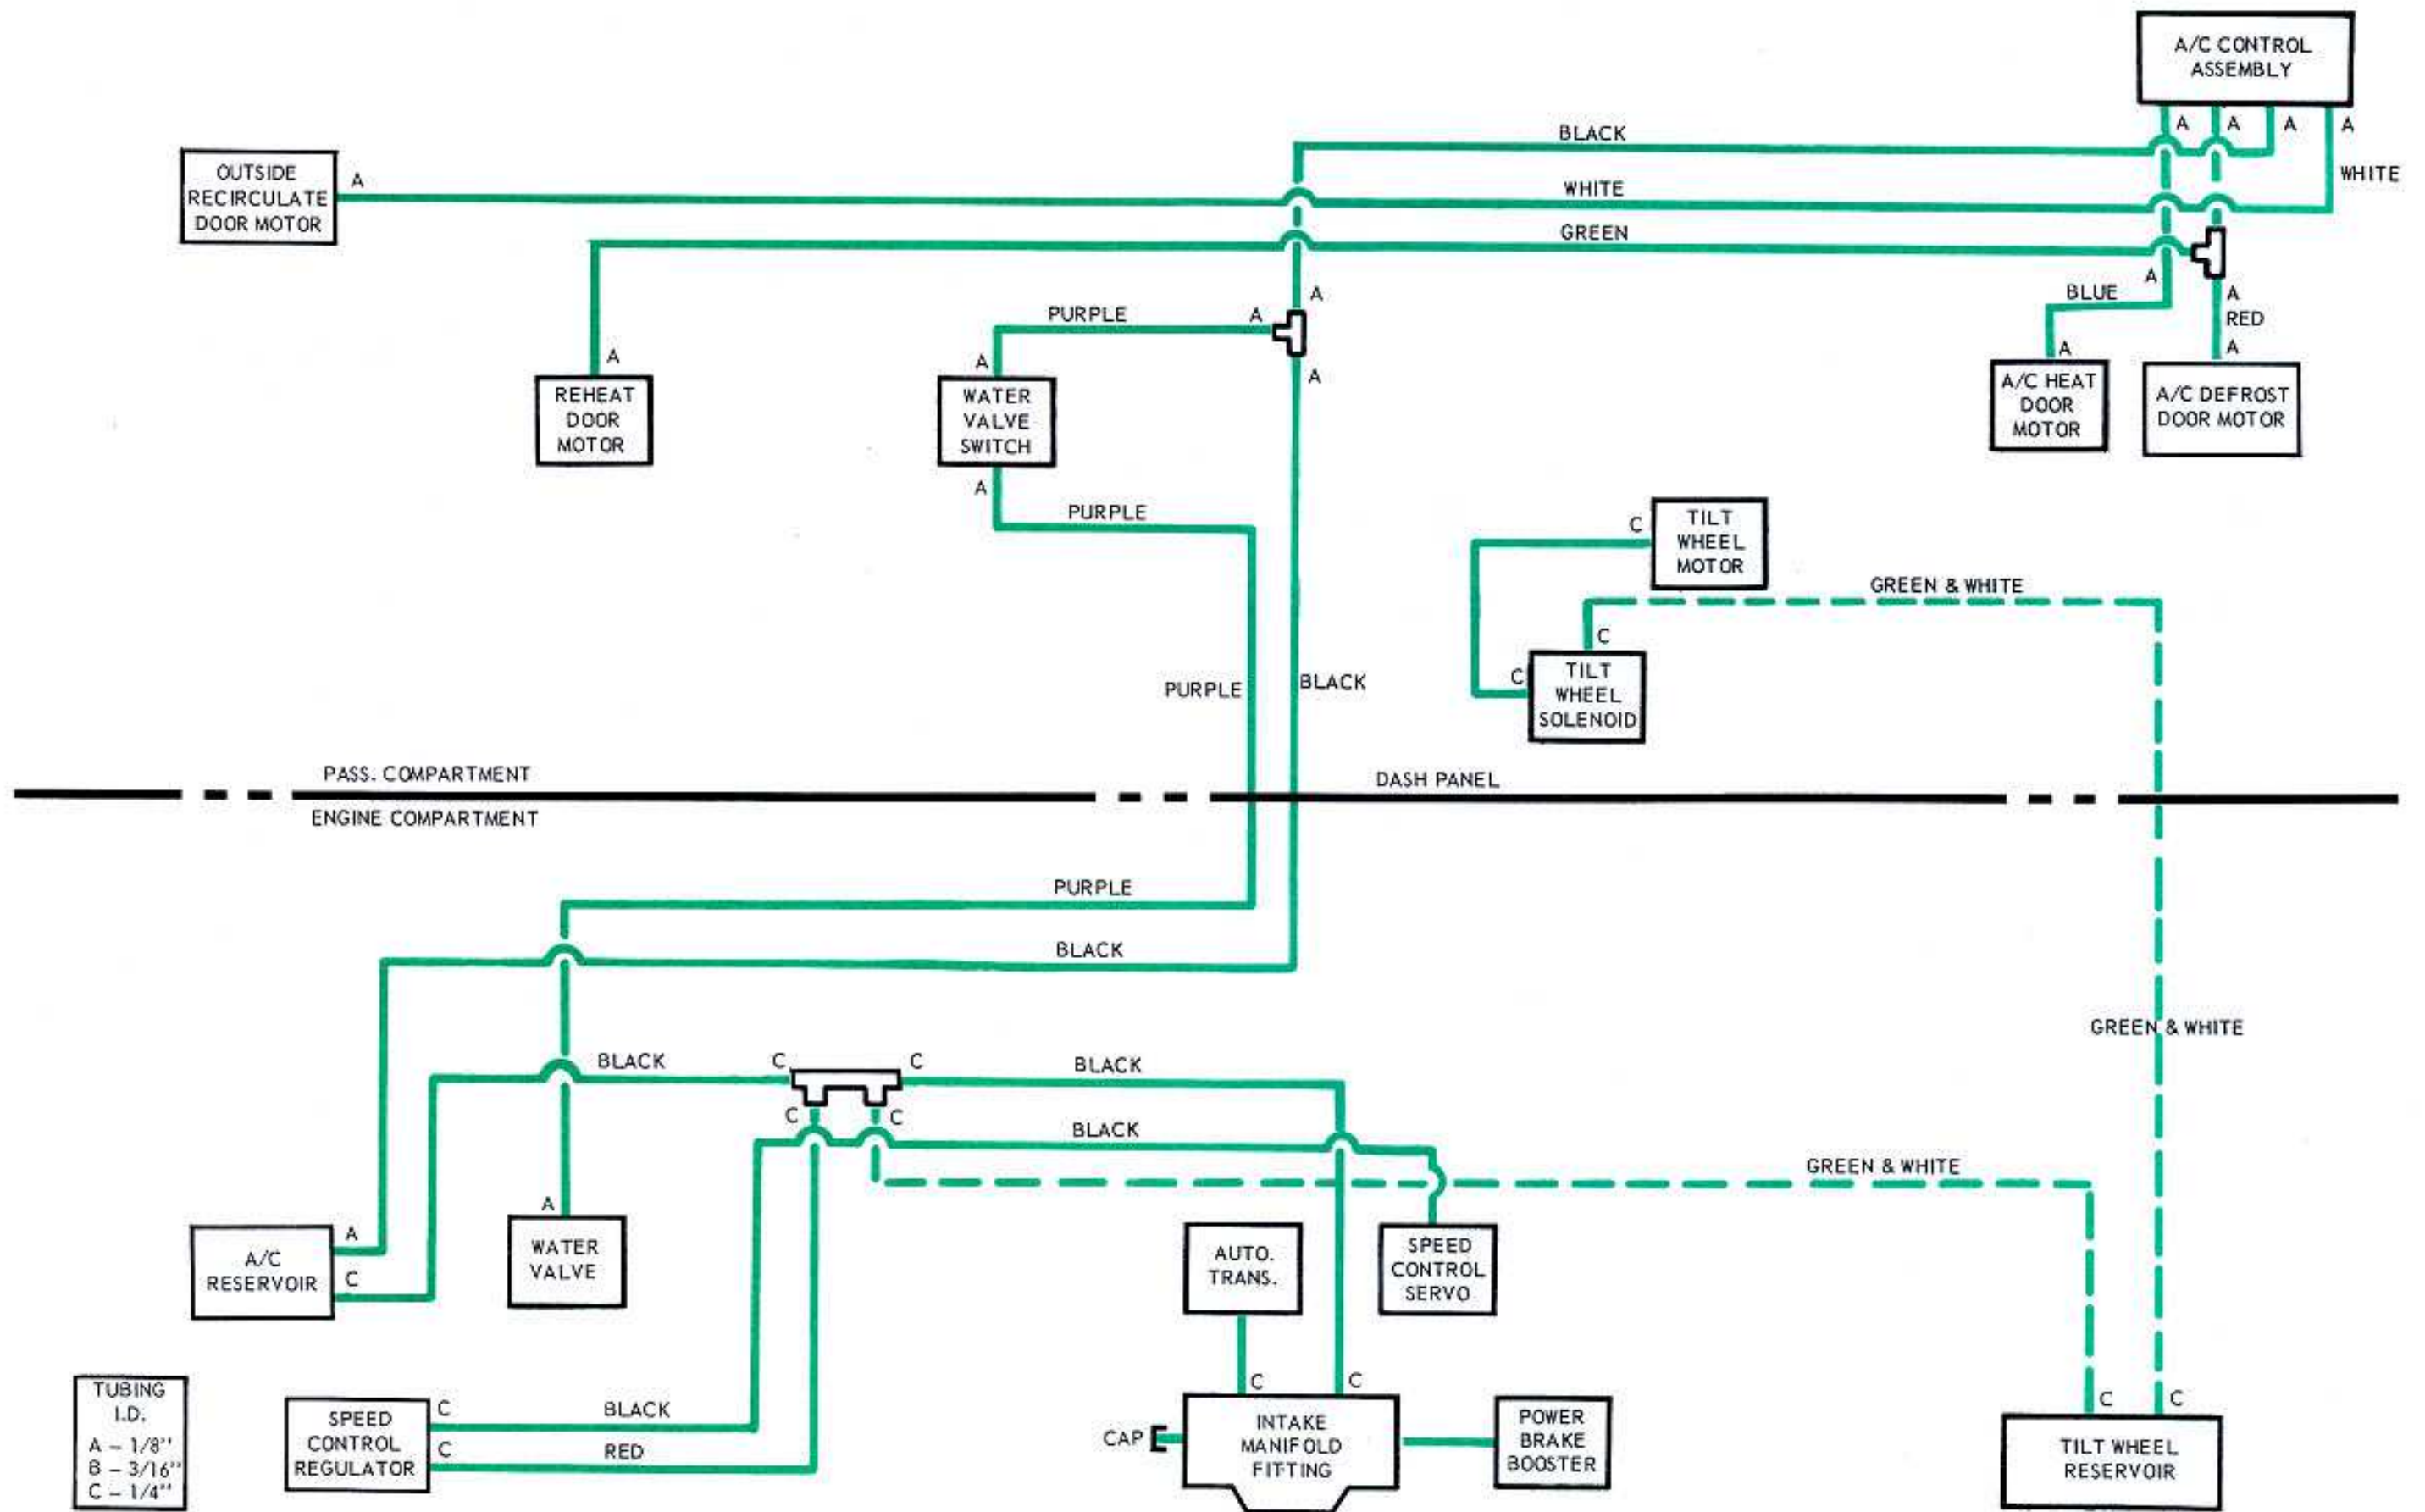 A/C CONTROL
ASSEMBLY
A
A
A
A
BLACK
WHITE
OUTSIDE
RECIRCULATE
DOOR MOTOR
A
WHITE
GREEN
A
BLUE
A
RED
A
A
A/C HEAT
DOOR
MOTOR
A/C DEFROST
DOOR MOTOR
A
PURPLE
A
A
A
A
REHEAT
DOOR
MOTOR
WATER
VALVE
SWITCH
A
PURPLE
C
TILT
WHEEL
MOTOR
GREEN & WHITE
C
C
TILT
WHEEL
SOLENOID
PURPLE
BLACK
PASS. COMPARTMENT
DASH PANEL
ENGINE COMPARTMENT
PURPLE
BLACK
GREEN & WHITE
BLACK
C
C
BLACK
C
C
BLACK
GREEN & WHITE
A
A/C
RESERVOIR
C
A
WATER
VALVE
AUTO.
TRANS.
SPEED
CONTROL
SERVO
C
C
C
C
TUBING
I.D.
A - 1/8"
B - 3/16"
C - 1/4"
SPEED
CONTROL
REGULATOR
C
BLACK
C
RED
CAP
INTAKE
MANIFOLD
FITTING
POWER
BRAKE
BOOSTER
TILT WHEEL
RESERVOIR